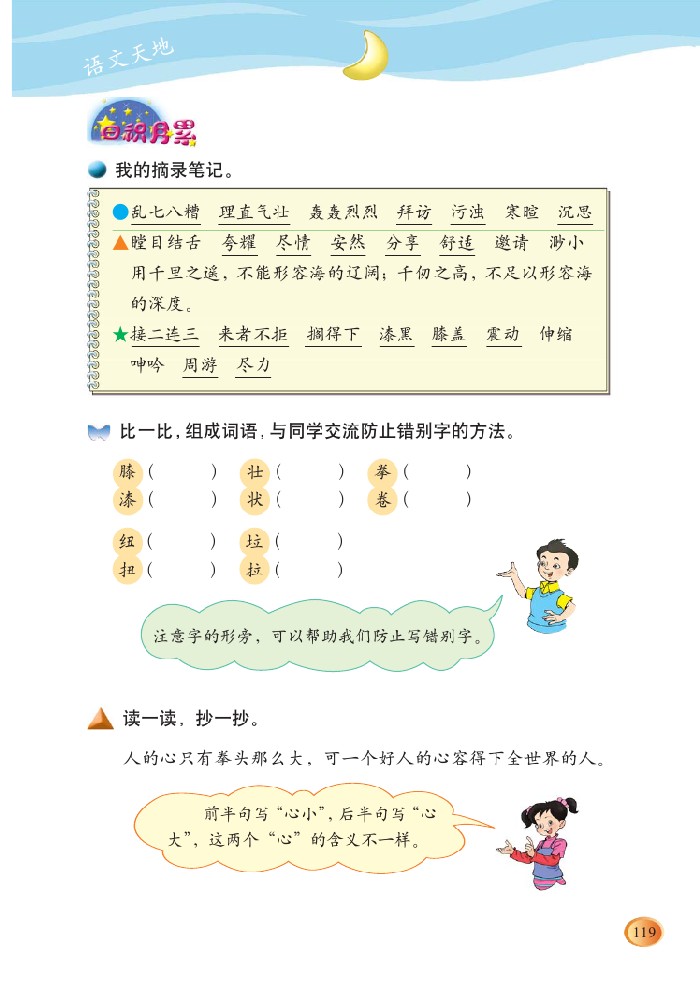 语文天地
日积月累
我的摘录笔记。
乱七八糟 理直气壮 轰轰烈烈 拜访 污浊 寒暄 沉思
瞠目结舌 夸耀 尽情 安然 分享 舒适 邀请 渺小
用千里之遥，不能形容海的辽阔；千仞之高，不足以形容海
的深度。
接二连三 来者不拒 搁得下 漆黑 膝盖 震动 伸缩
呻吟 周游 尽力
比一比，组成词语，与同学交流防止错别字的方法。
膝（ ） 壮（ ） 拳（ ）
漆（ ） 状（ ） 卷（ ）
纽（ ） 垃（ ）
扭（ ） 拉（ ）
注意字的形旁，可以帮助我们防止写错别字。
读一读，抄一抄。
人的心只有拳头那么大，可一个好人的心容得下全世界的人。
前半句写“心小”，后半句写“心
大”，这两个“心”的含义不一样。
119